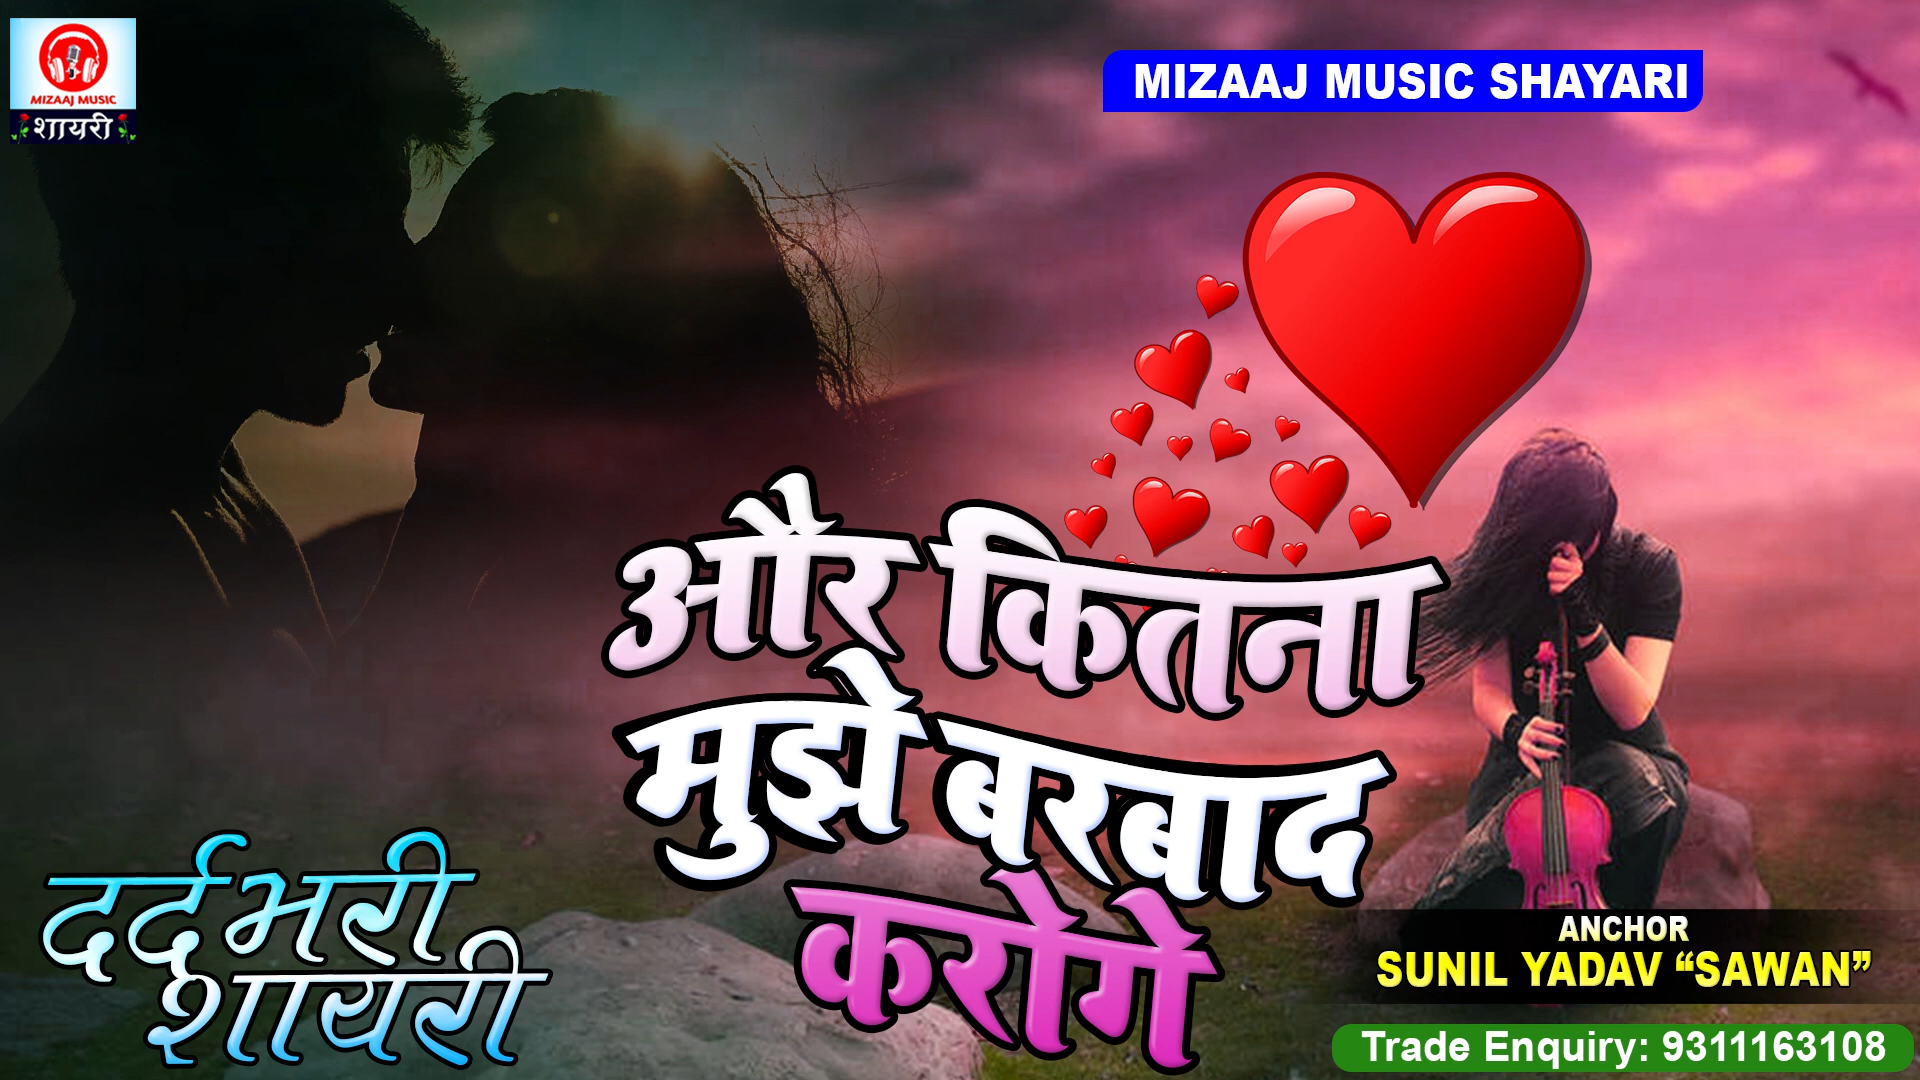 MIZAAJ MUSIC
शायरी
MIZAAJ MUSIC SHAYARI
और कितना
मुझे बरबाद
करोगे
दर्द भरी
शायरी
ANCHOR
SUNIL YADAV “SAWAN”
Trade Enquiry: 9311163108